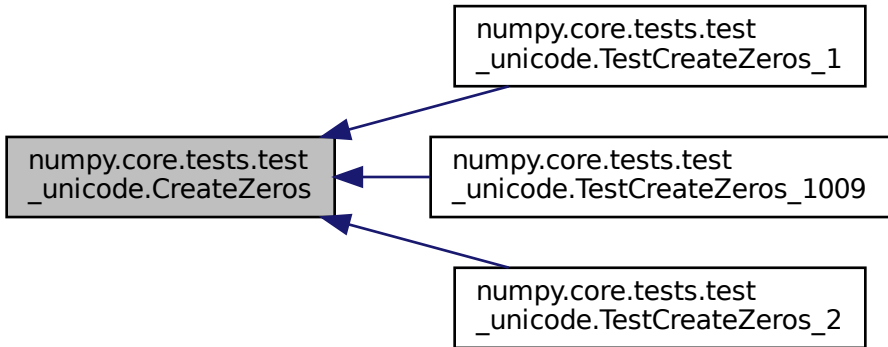 numpy.core.tests.test
_unicode.CreateZeros
numpy.core.tests.test
_unicode.TestCreateZeros_1
numpy.core.tests.test
_unicode.TestCreateZeros_1009
numpy.core.tests.test
_unicode.TestCreateZeros_2